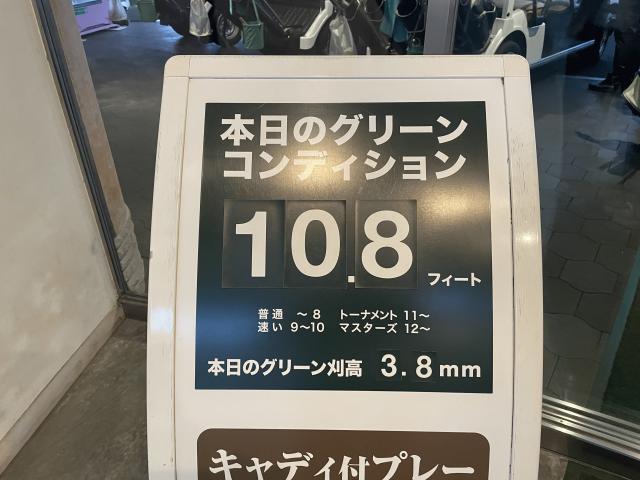 本日のグリーン
コンディション
10.8 フィート
普通 ～8 トーナメント 11～
速い 9～10 マスターズ 12～
本日のグリーン刈高 3.8mm
キャディ付プレー